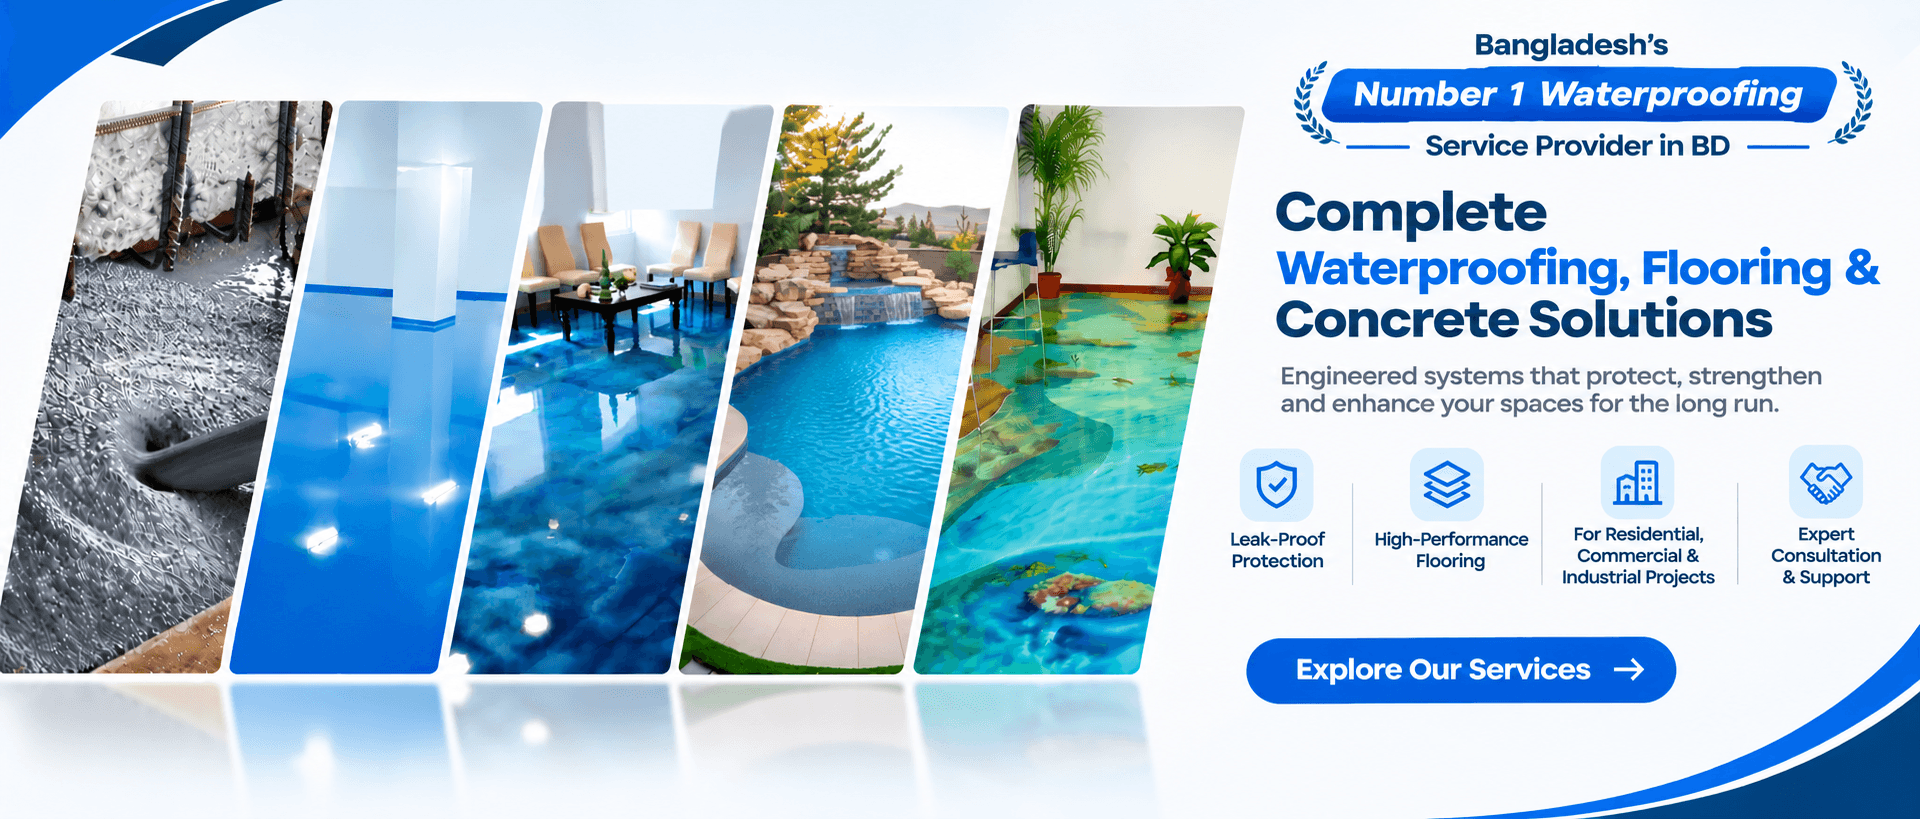 Bangladesh's
Number 1 Waterproofing
Service Provider in BD
Complete
Waterproofing, Flooring &
Concrete Solutions
Engineered systems that protect, strengthen
and enhance your spaces for the long run.
Leak-Proof
Protection
High-Performance
Flooring
For Residential,
Commercial &
Industrial Projects
Expert
Consultation
& Support
Explore Our Services